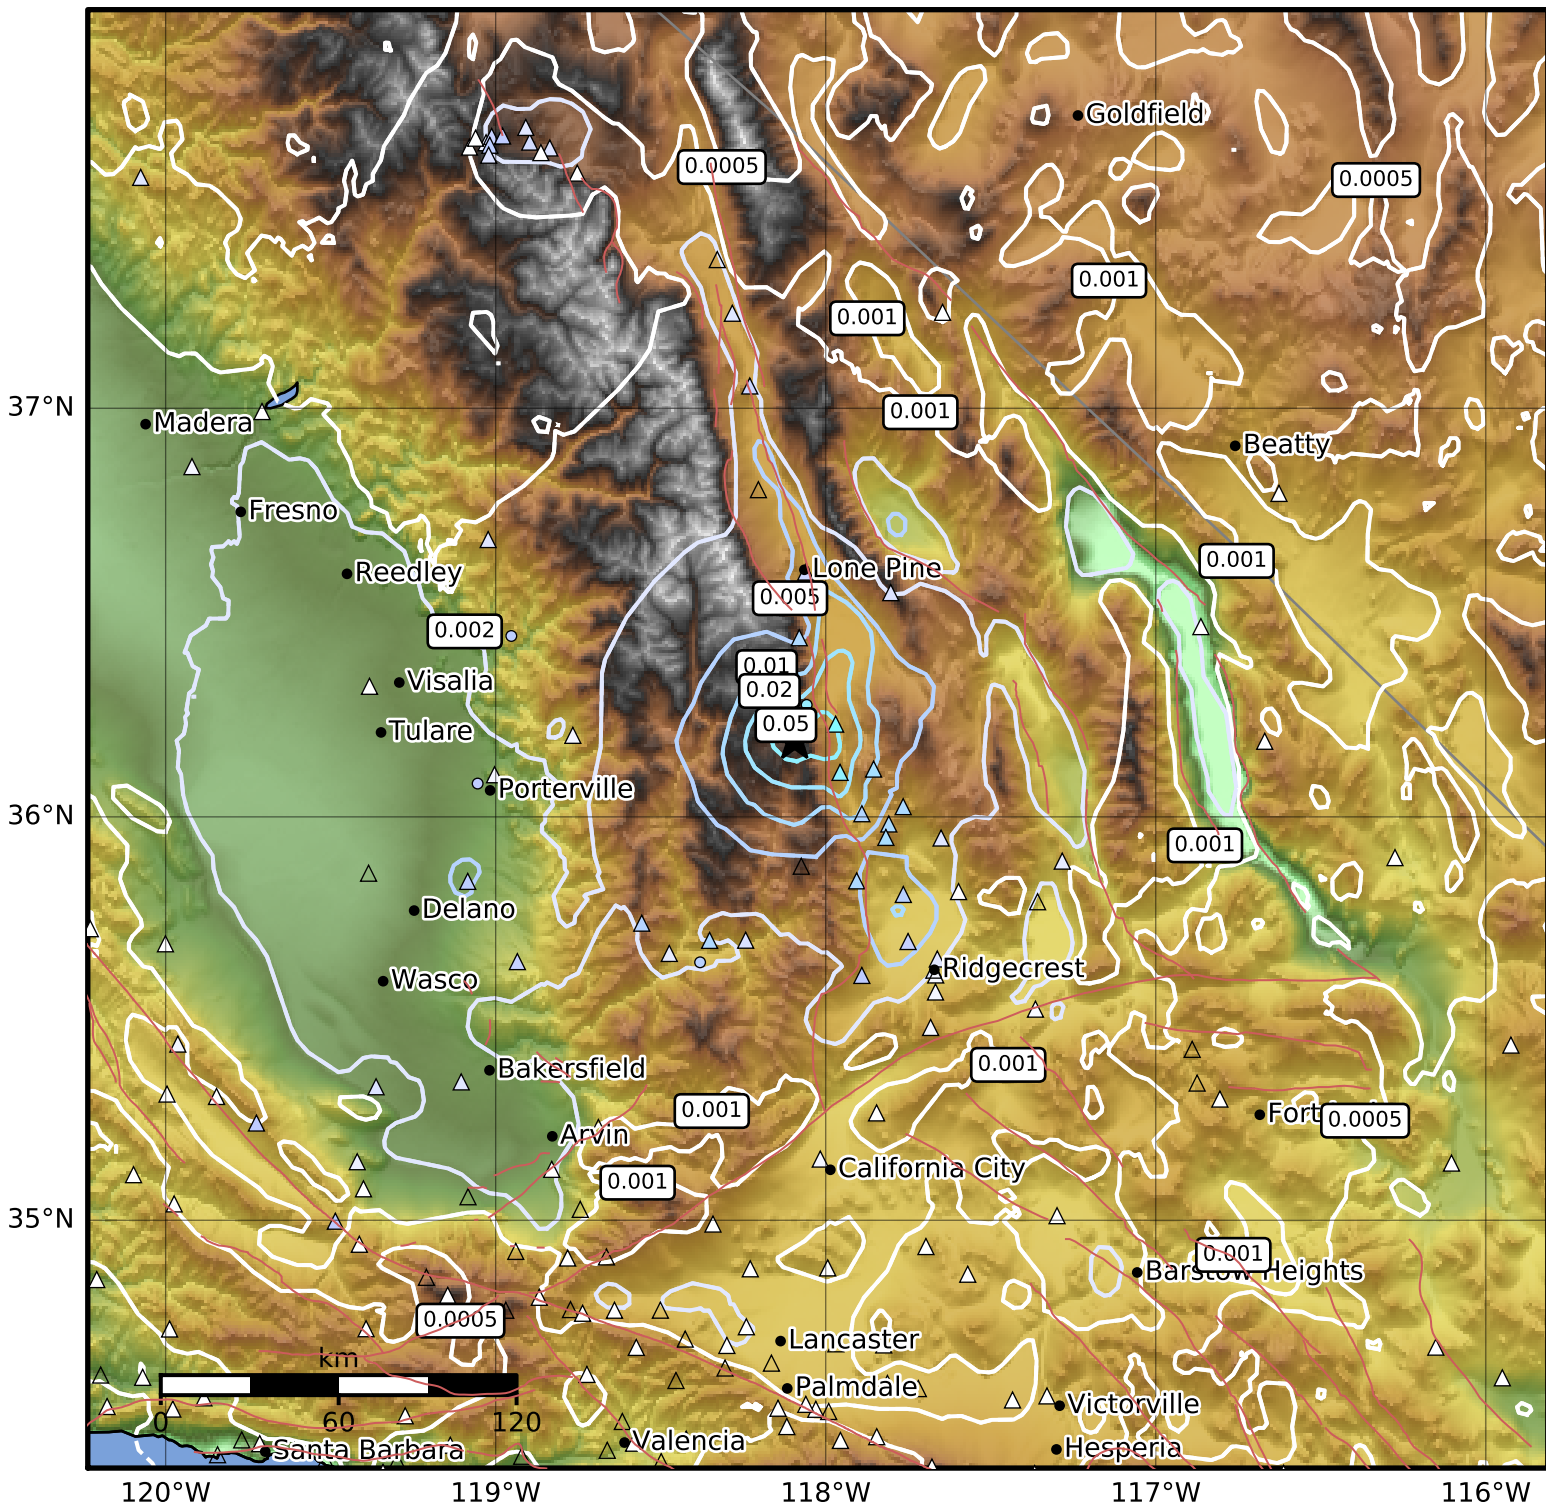 Goldfield
0.0005
0.0005
0.001
0.001
37°N
0.001
Madera
Beatty
Fresno
0.001
Reedley
Lone Pine
0.005
0.002
0.01
Visalia
0.02
0.05
Tulare
Porterville
36°N
0.001
Delano
Ridgecrest
Wasco
Bakersfield
0.001
0.001
Fort
0.0005
Arvin
California City
0.001
35°N
0.001
Barstow Heights
0.0005
Lancaster
km
Palmdale
Victorville
0 60 120
Valencia
Hesperia
Santa Barbara
120°W 119°W 118°W 117°W 116°W